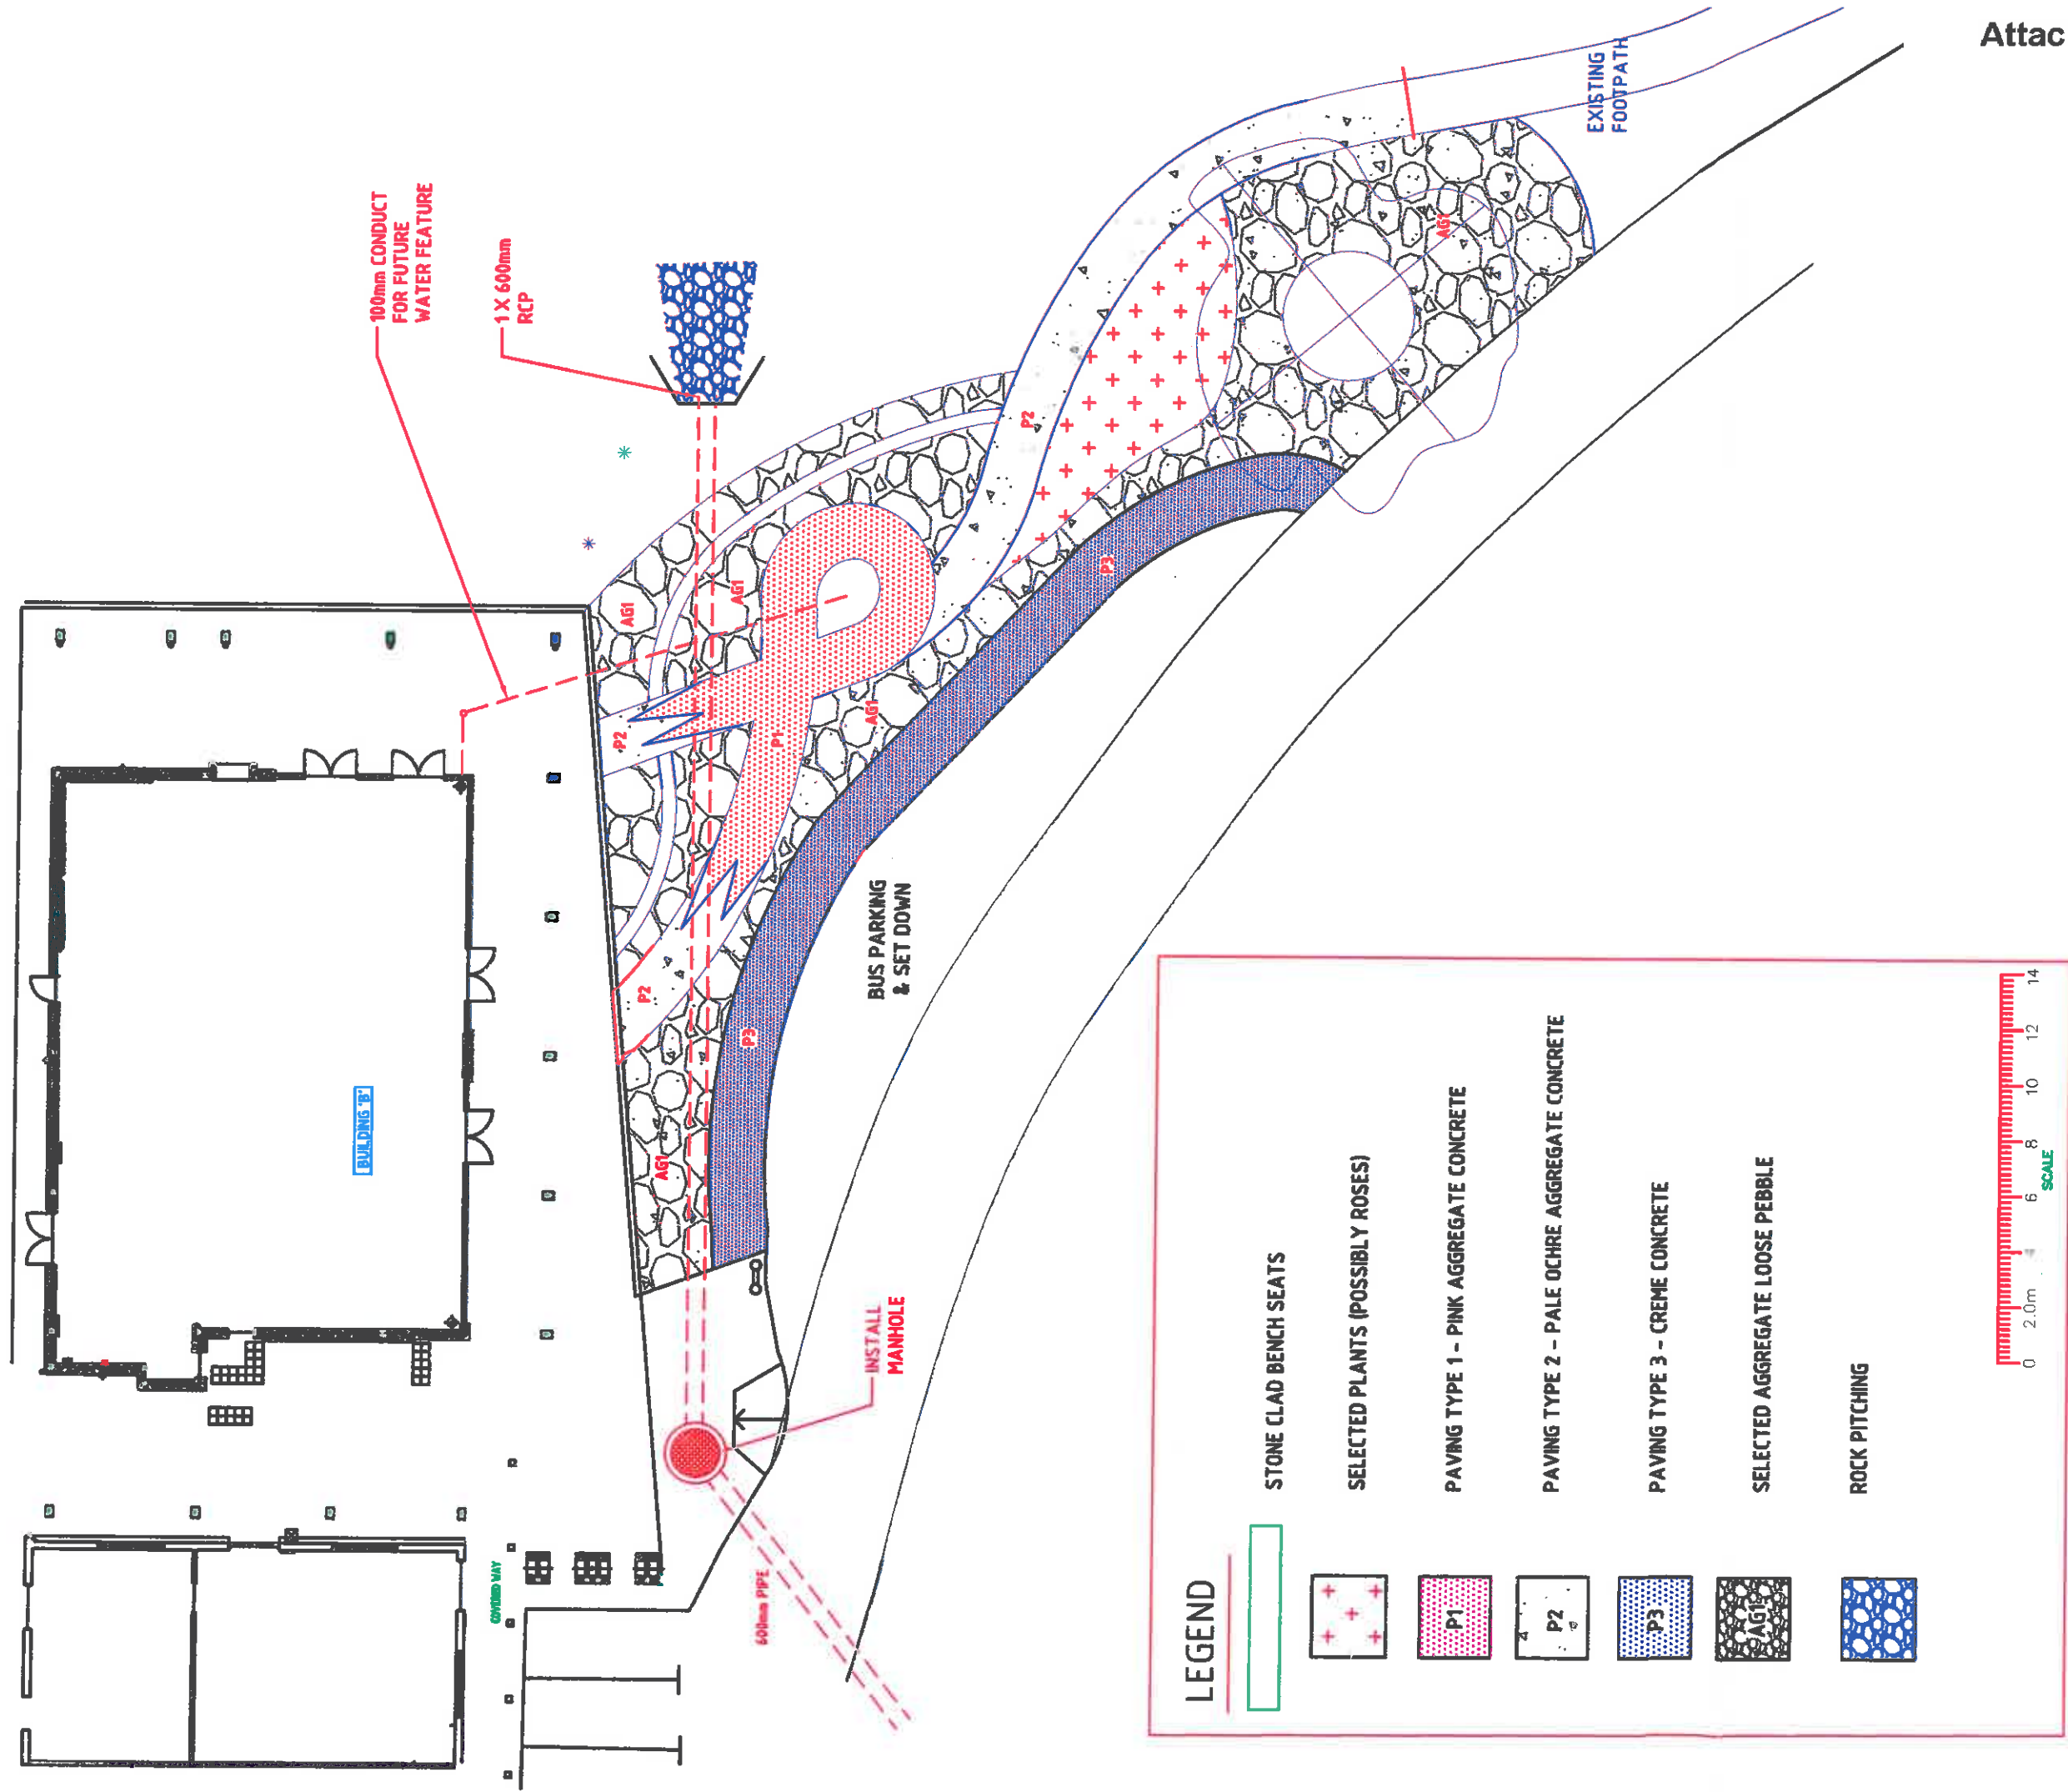 Attac
EXISTING
FOOTPATH
100mm CONDUCT
FOR FUTURE
WATER FEATURE
1 X 600mm
RCP
AG1
P2
AG1
AG1
P2
P1
AG1
P3
BUILDING 'B'
BUS PARKING
& SET DOWN
P2
P3
AG1
INSTALL
MANHOLE
COVERED WAY
600mm PIPE
LEGEND
STONE CLAD BENCH SEATS
SELECTED PLANTS (POSSIBLY ROSES)
P1
PAVING TYPE 1 - PINK AGGREGATE CONCRETE
P2
PAVING TYPE 2 - PALE OCHRE AGGREGATE CONCRETE
P3
PAVING TYPE 3 - CREME CONCRETE
AG1
SELECTED AGGREGATE LOOSE PEBBLE
ROCK PITCHING
0 2.0m 4 6 8 10 12 14
SCALE